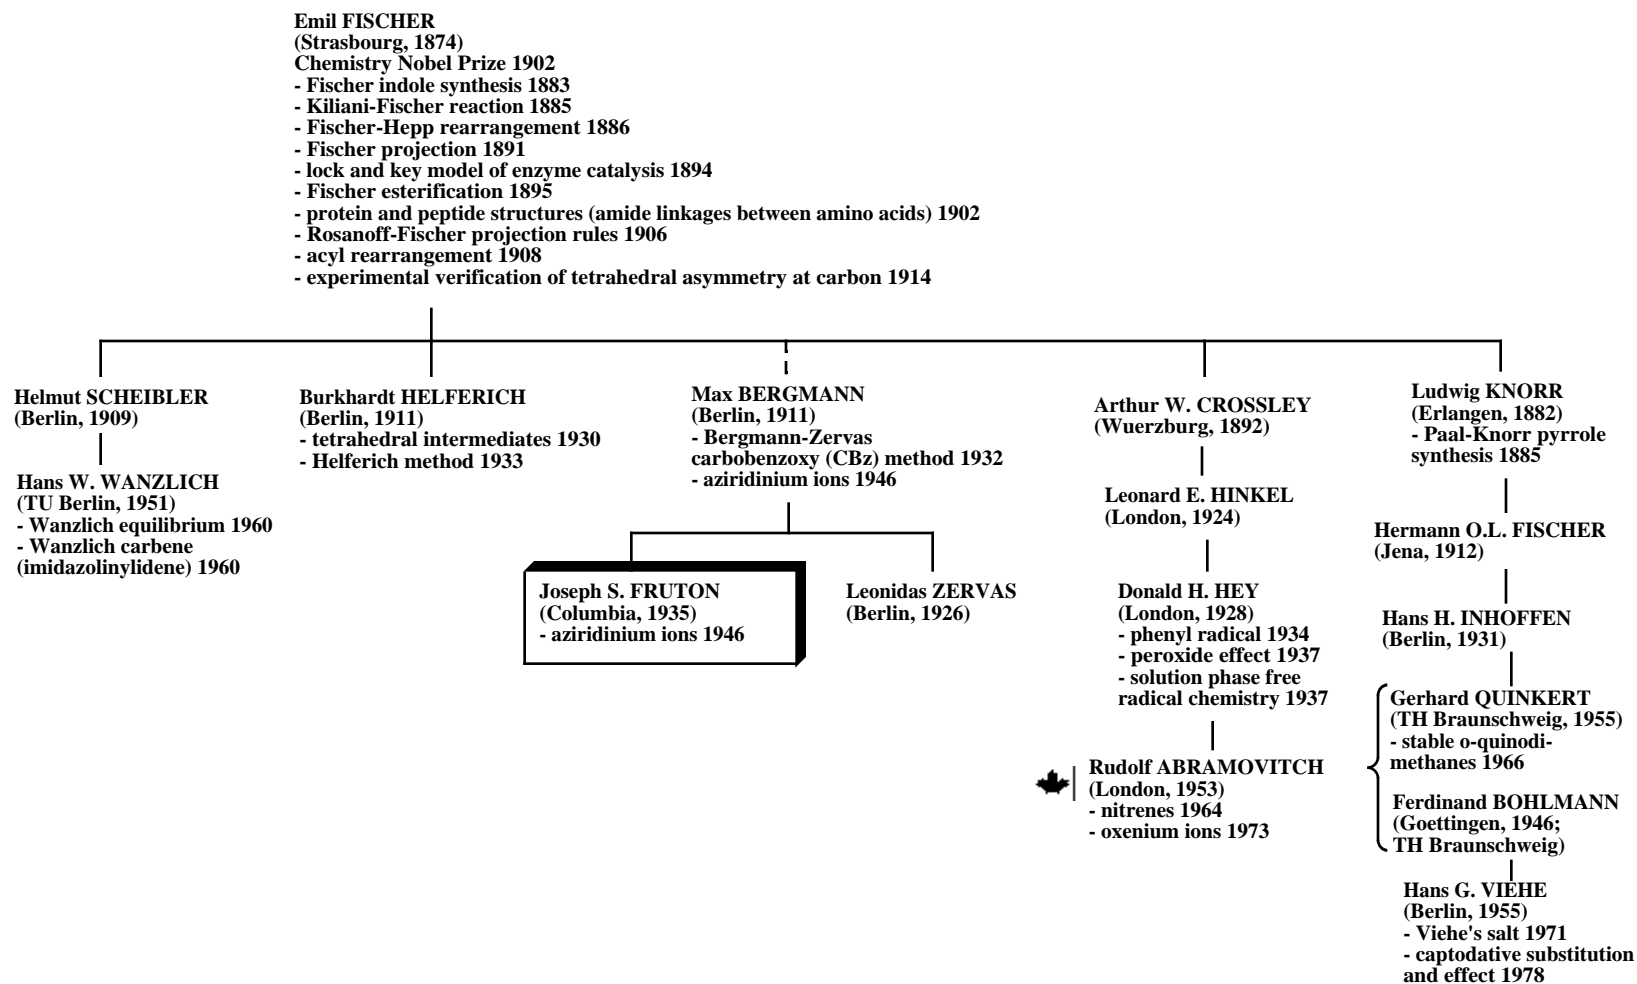 Emil FISCHER
(Strasbourg, 1874)
Chemistry Nobel Prize 1902
- Fischer indole synthesis 1883
- Kiliani-Fischer reaction 1885
- Fischer-Hepp rearrangement 1886
- Fischer projection 1891
- lock and key model of enzyme catalysis 1894
- Fischer esterification 1895
- protein and peptide structures (amide linkages between amino acids) 1902
- Rosanoff-Fischer projection rules 1906
- acyl rearrangement 1908
- experimental verification of tetrahedral asymmetry at carbon 1914
Helmut SCHEIBLER
(Berlin, 1909)
Hans W. WANZLICH
(TU Berlin, 1951)
- Wanzlich equilibrium 1960
- Wanzlich carbene
(imidazolinylidene) 1960
Burkhardt HELFERICH
(Berlin, 1911)
- tetrahedral intermediates 1930
- Helferich method 1933
Max BERGMANN
(Berlin, 1911)
- Bergmann-Zervas
carbobenzoxy (CBz) method 1932
- aziridinium ions 1946
Joseph S. FRUTON
(Columbia, 1935)
- aziridinium ions 1946
Leonidas ZERVAS
(Berlin, 1926)
Arthur W. CROSSLEY
(Wuerzburg, 1892)
Leonard E. HINKEL
(London, 1924)
Donald H. HEY
(London, 1928)
- phenyl radical 1934
- peroxide effect 1937
- solution phase free
radical chemistry 1937
Rudolf ABRAMOVITCH
(London, 1953)
- nitrenes 1964
- oxenium ions 1973
Ludwig KNORR
(Erlangen, 1882)
- Paal-Knorr pyrrole
synthesis 1885
Hermann O.L. FISCHER
(Jena, 1912)
Hans H. INHOFFEN
(Berlin, 1931)
Gerhard QUINKERT
(TH Braunschweig, 1955)
- stable o-quinodi-
methanes 1966
Ferdinand BOHLMANN
(Goettingen, 1946;
TH Braunschweig)
Hans G. VIEHE
(Berlin, 1955)
- Viehe's salt 1971
- captodative substitution
and effect 1978